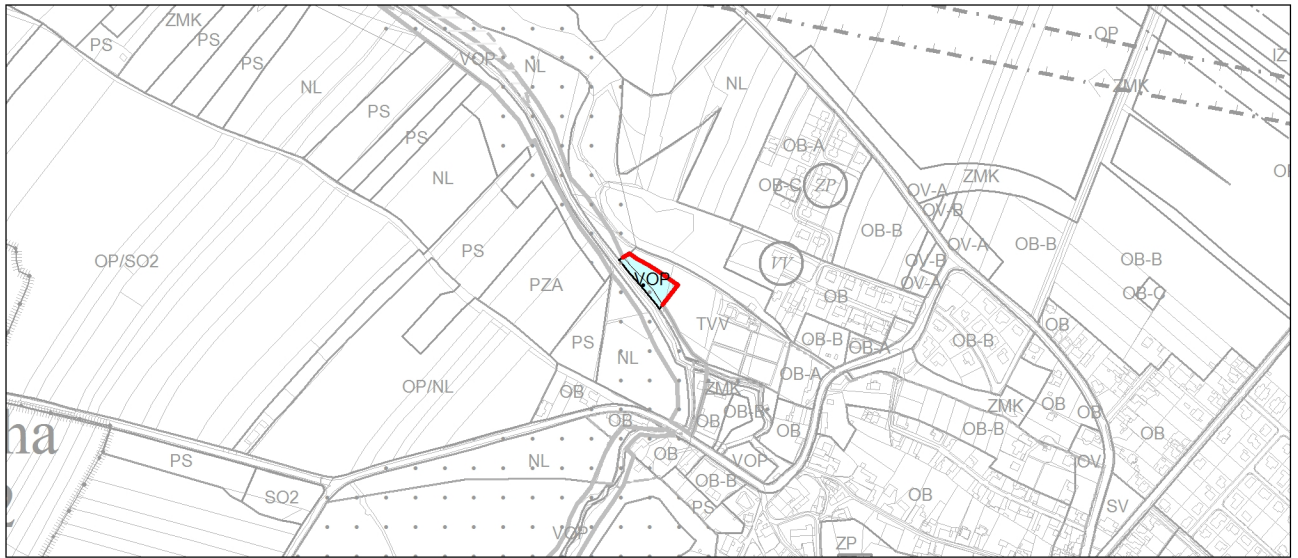 ZMK
PS
PS
PS
NL
PS
PS
NL
PS
PZA
OP/SO2
VOP
NL
NL
OP
IZ
ZMK
OB-A
OB-C
ZP
ZMK
OV-A
OV-B
OB-B
OV-A
OV-B
OV-A
OB-B
OB-B
OB-C
VV
VOP
TVV
OB
OB-B
OB-A
OB-B
OB
PS
NL
OP/NL
OB
OB
ZMK
OB
OB-A
OB
ZMK
OB-B
OB
OB
OB
OV
SV
na
PS
SO2
NL
OB
OB-B
VOP
PS
VOP
OB
ZP